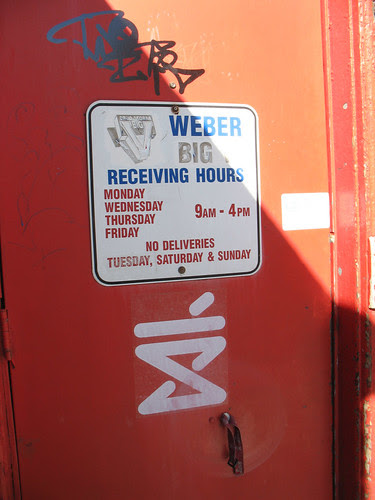 WEBER
BIG
RECEIVING HOURS
MONDAY
WEDNESDAY
THURSDAY
FRIDAY
9AM - 4PM
NO DELIVERIES
TUESDAY, SATURDAY & SUNDAY